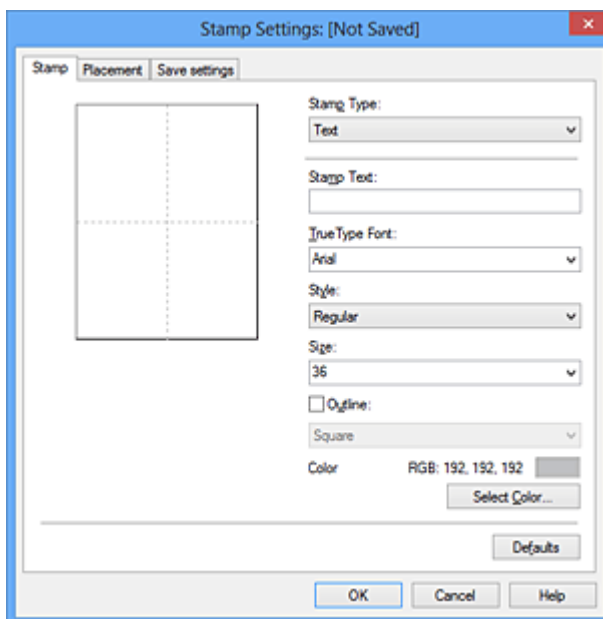 Stamp Settings: [Not Saved]
Stamp Placement Save settings
Stamp Type:
Text
Stamp Text:
TrueType Font:
Arial
Style:
Regular
Size:
36
Outline:
Square
Color RGB: 192, 192, 192
Select Color...
Defaults
OK Cancel Help